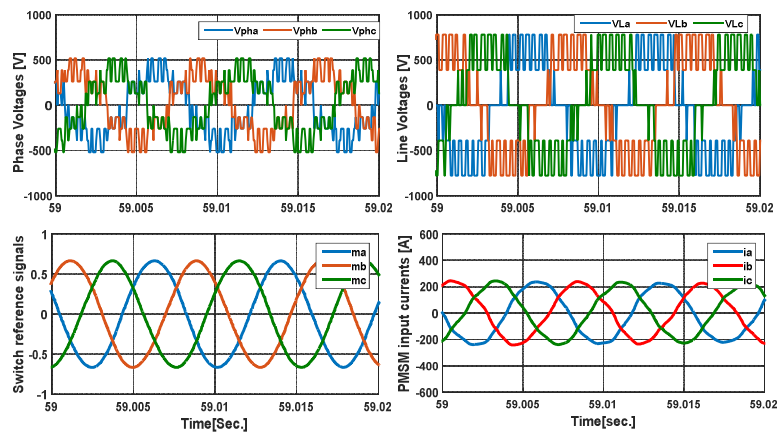 Phase Voltages [V]
1000
500
0
-500
-1000
Vpha Vphb Vphc
59 59.005 59.01 59.015 59.02
Line Voltages [V]
1000
500
0
-500
-1000
VLa VLb VLc
59 59.005 59.01 59.015 59.02
Switch reference signals
1
0.5
0
-0.5
-1
ma
mb
mc
59 59.005 59.01 59.015 59.02
Time[Sec.]
PMSM input currents [A]
600
400
200
0
-200
-400
-600
ia
ib
ic
59 59.005 59.01 59.015 59.02
Time[sec.]